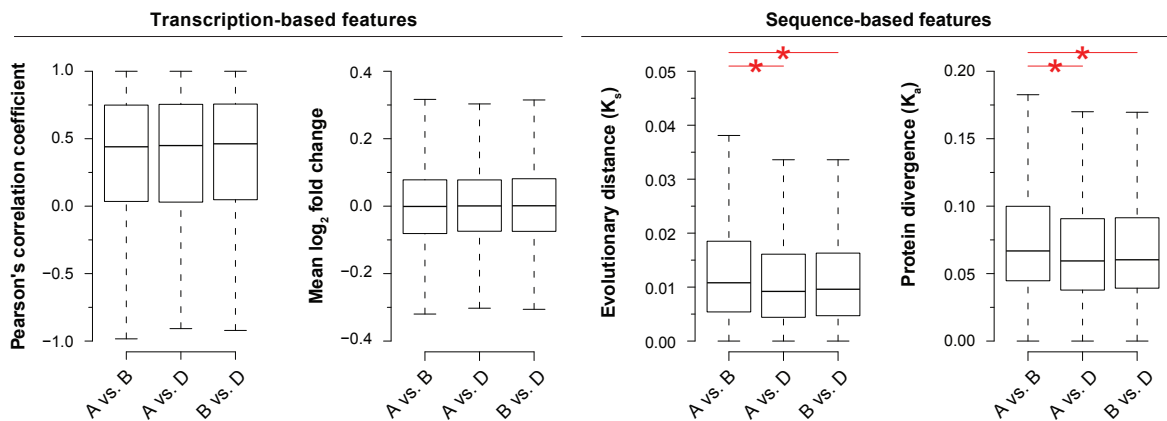 Transcription-based features
Sequence-based features
Pearson's correlation coefficient
1.0
0.5
0.0
−0.5
−1.0
A vs. B
A vs. D
B vs. D
Mean log2 fold change
0.4
0.2
0.0
−0.2
−0.4
A vs. B
A vs. D
B vs. D
Evolutionary distance (Ks)
0.05
0.04
0.03
0.02
0.01
0.00
*
*
A vs. B
A vs. D
B vs. D
Protein divergence (Ka)
0.20
0.15
0.10
0.05
0.00
*
*
A vs. B
A vs. D
B vs. D